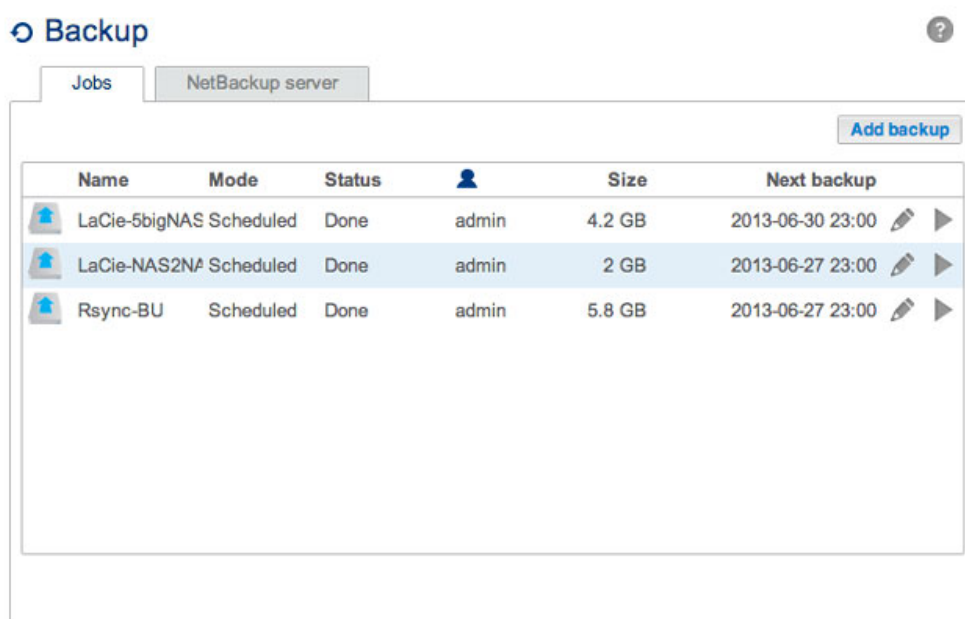 Backup
?
Jobs NetBackup server
Add backup
Name Mode Status Size Next backup
LaCie-5bigNAS Scheduled Done admin 4.2 GB 2013-06-30 23:00
LaCie-NAS2NA Scheduled Done admin 2 GB 2013-06-27 23:00
Rsync-BU Scheduled Done admin 5.8 GB 2013-06-27 23:00